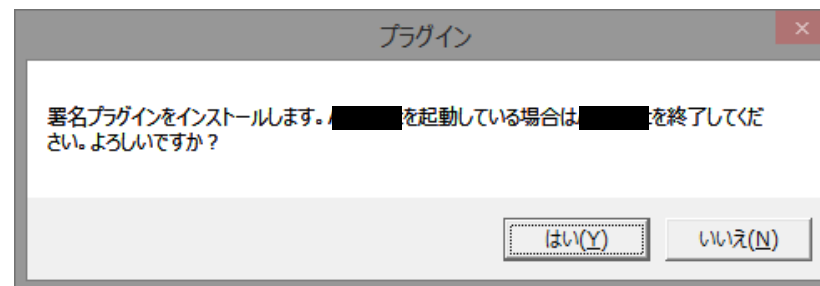 プラグイン
署名プラグインをインストールします。を起動している場合はを終了してくだ
さい。よろしいですか?
はい(Y)
いいえ(N)